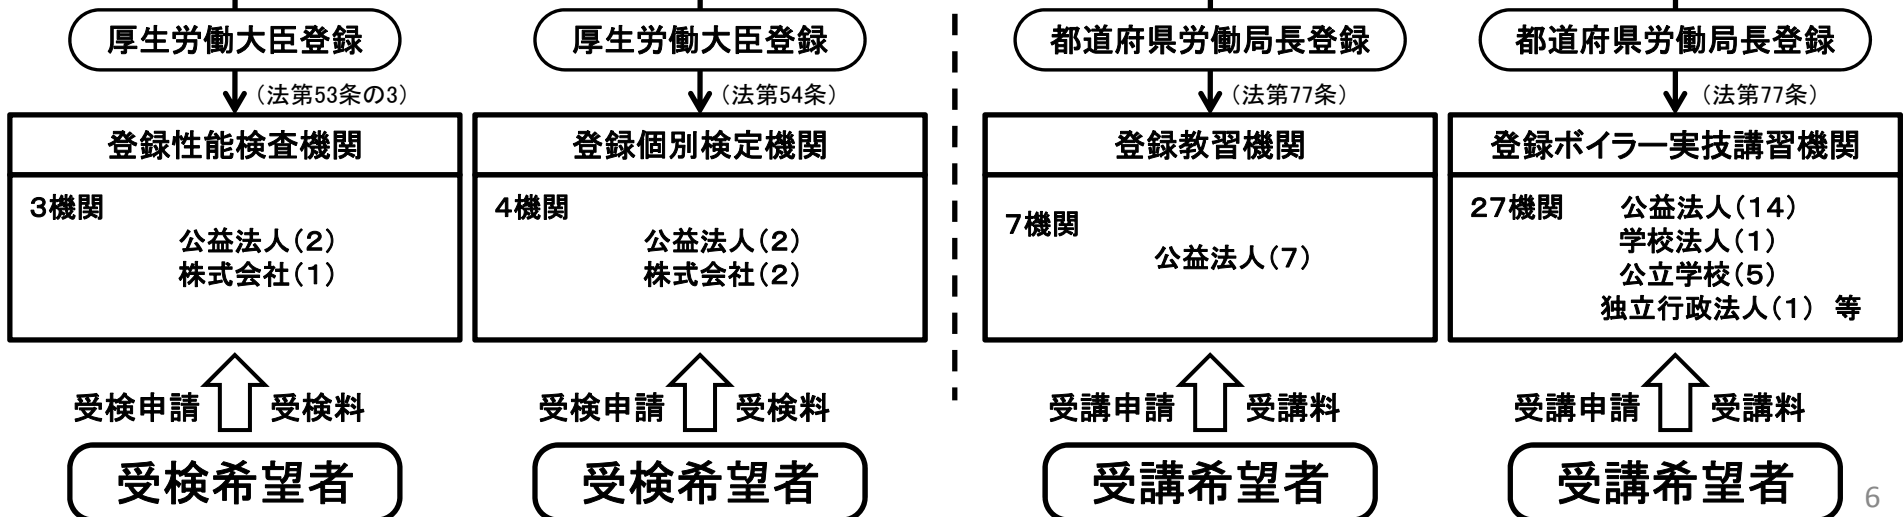 厚生労働大臣登録
(法第53条の3)
登録性能検査機関
3機関
公益法人(2)
株式会社(1)
受検申請 受検料
受検希望者
厚生労働大臣登録
(法第54条)
登録個別検定機関
4機関
公益法人(2)
株式会社(2)
受検申請 受検料
受検希望者
都道府県労働局長登録
(法第77条)
登録教習機関
7機関
公益法人(7)
受講申請 受講料
受講希望者
都道府県労働局長登録
(法第77条)
登録ボイラー実技講習機関
27機関 公益法人(14)
学校法人(1)
公立学校(5)
独立行政法人(1) 等
受講申請 受講料
受講希望者
6